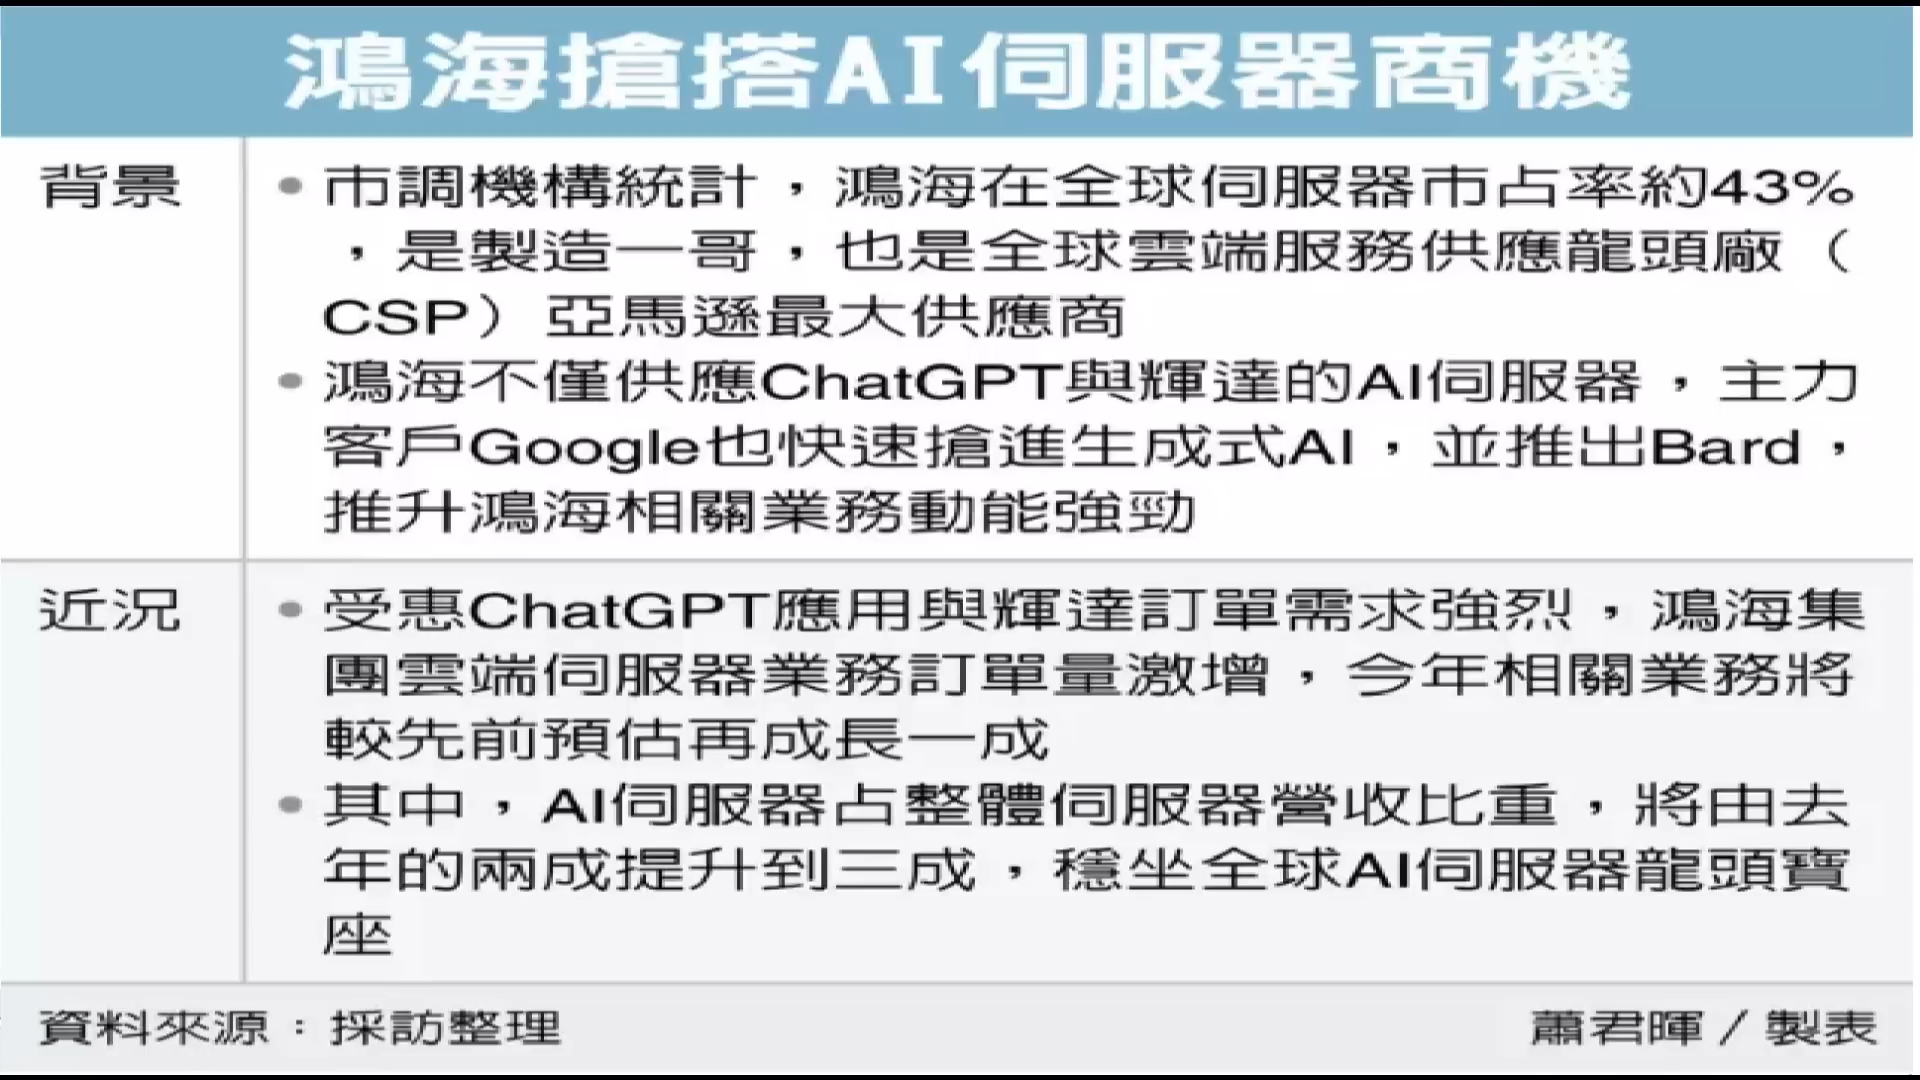 鴻海搶搭AI伺服器商機
背景
• 市調機構統計，鴻海在全球伺服器市占率約43%
，是製造一哥，也是全球雲端服務供應龍頭廠（
CSP）亞馬遜最大供應商
• 鴻海不僅供應ChatGPT與輝達的AI伺服器，主力
客戶Google也快速搶進生成式AI，並推出Bard，
推升鴻海相關業務動能強勁
近況
• 受惠ChatGPT應用與輝達訂單需求強烈，鴻海集
團雲端伺服器業務訂單量激增，今年相關業務將
較先前預估再成長一成
• 其中，AI伺服器占整體伺服器營收比重，將由去
年的兩成提升到三成，穩坐全球AI伺服器龍頭寶
座
資料來源：採訪整理
蕭君暉／製表